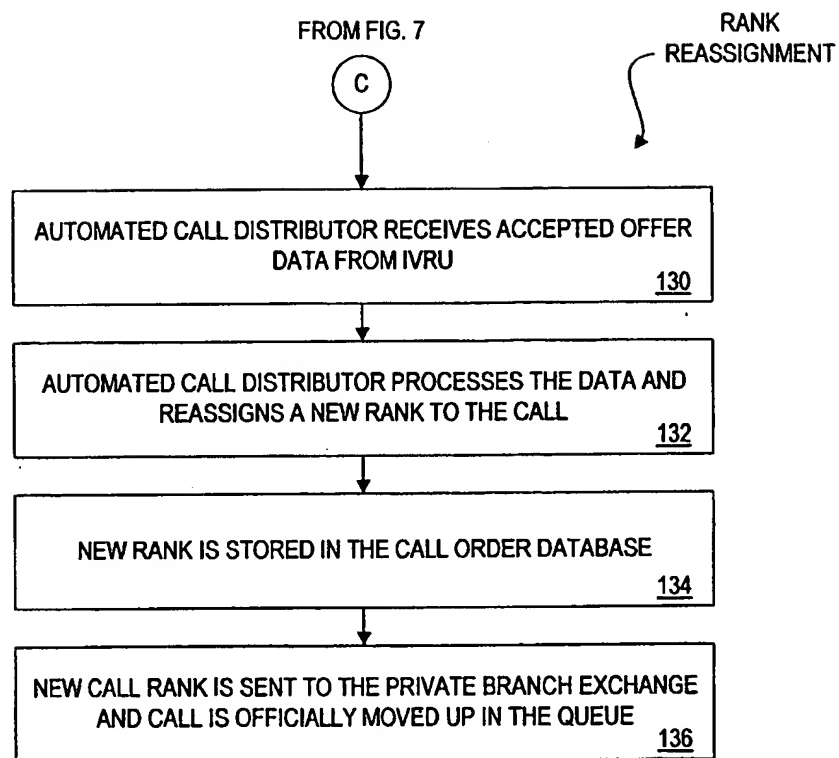 FROM FIG. 7
RANK
REASSIGNMENT
C
AUTOMATED CALL DISTRIBUTOR RECEIVES ACCEPTED OFFER
DATA FROM IVRU
130
AUTOMATED CALL DISTRIBUTOR PROCESSES THE DATA AND
REASSIGNS A NEW RANK TO THE CALL
132
NEW RANK IS STORED IN THE CALL ORDER DATABASE
134
NEW CALL RANK IS SENT TO THE PRIVATE BRANCH EXCHANGE
AND CALL IS OFFICIALLY MOVED UP IN THE QUEUE
136